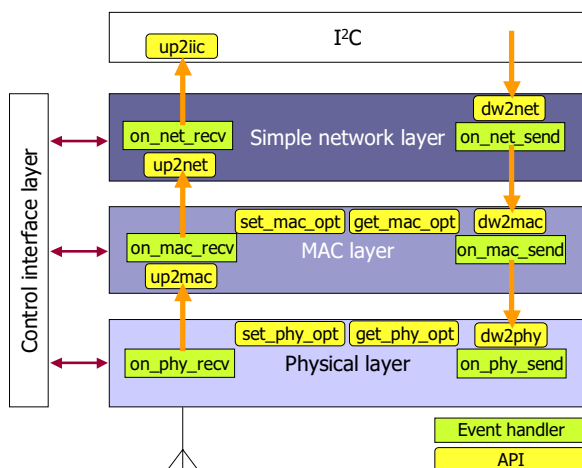 I²C
up2iic
dw2net
on_net_recv
Simple network layer
on_net_send
up2net
set_mac_opt
get_mac_opt
dw2mac
on_mac_recv
MAC layer
on_mac_send
up2mac
set_phy_opt
get_phy_opt
dw2phy
on_phy_recv
Physical layer
on_phy_send
Control interface layer
Event handler
API